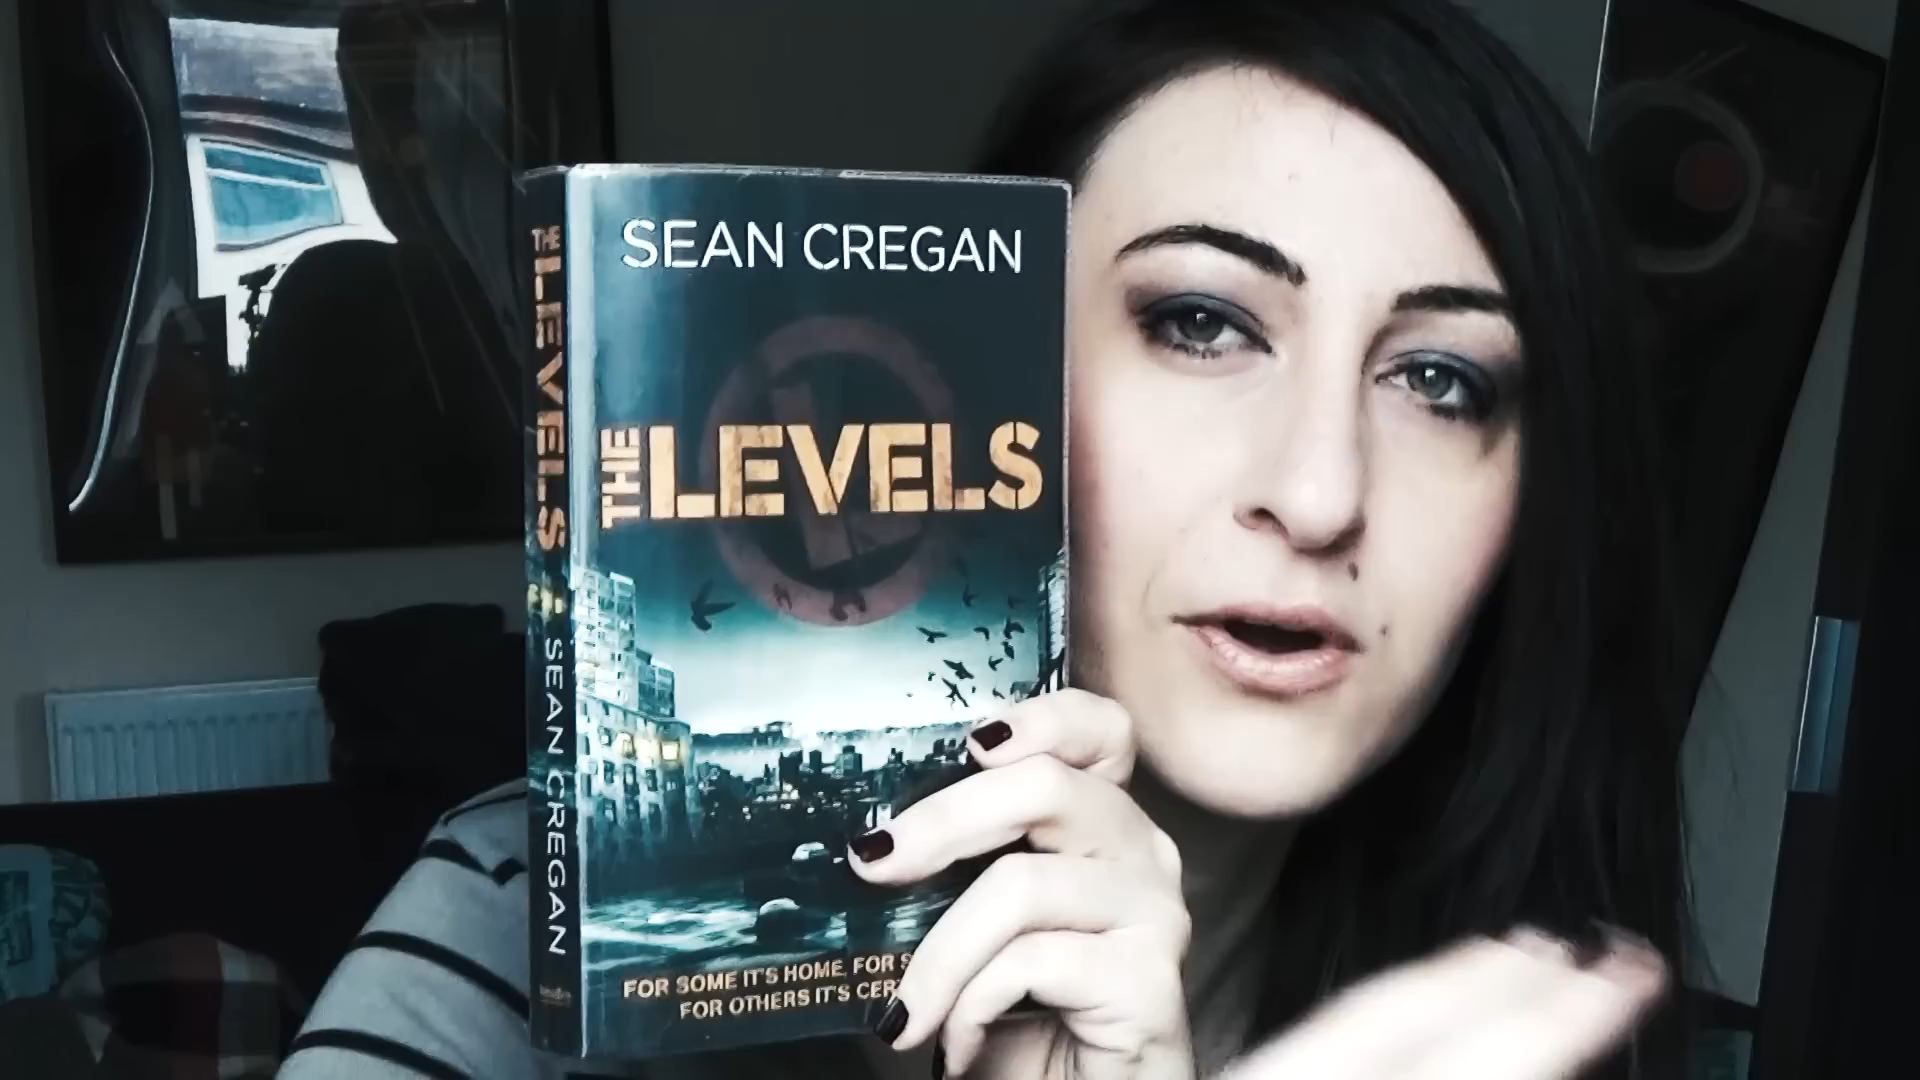 SEAN CREGAN
THE LEVELS
FOR SOME IT'S HOME, FOR
FOR OTHERS IT'S
THE LEVELS
SEAN CREGAN